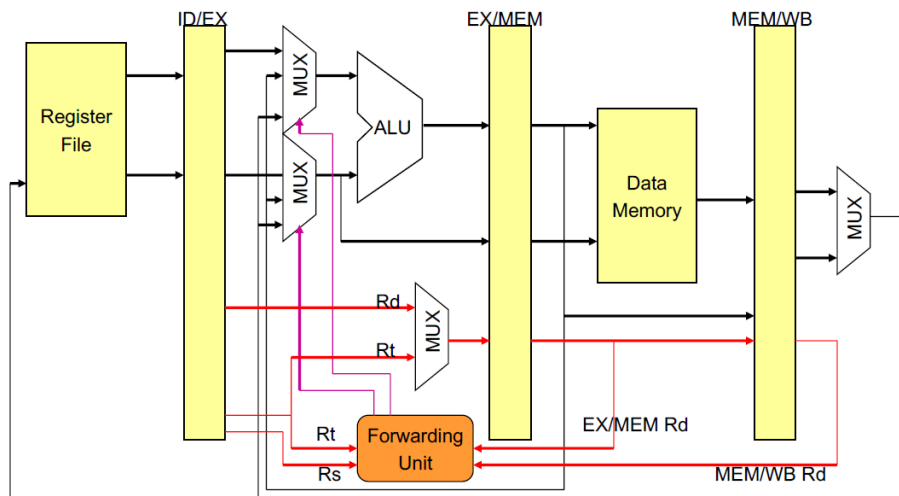 ID/EX
EX/MEM
MEM/WB
Register
File
MUX
ALU
MUX
Data
Memory
MUX
Rd
MUX
Rt
Rt
Forwarding
Unit
EX/MEM Rd
Rs
MEM/WB Rd